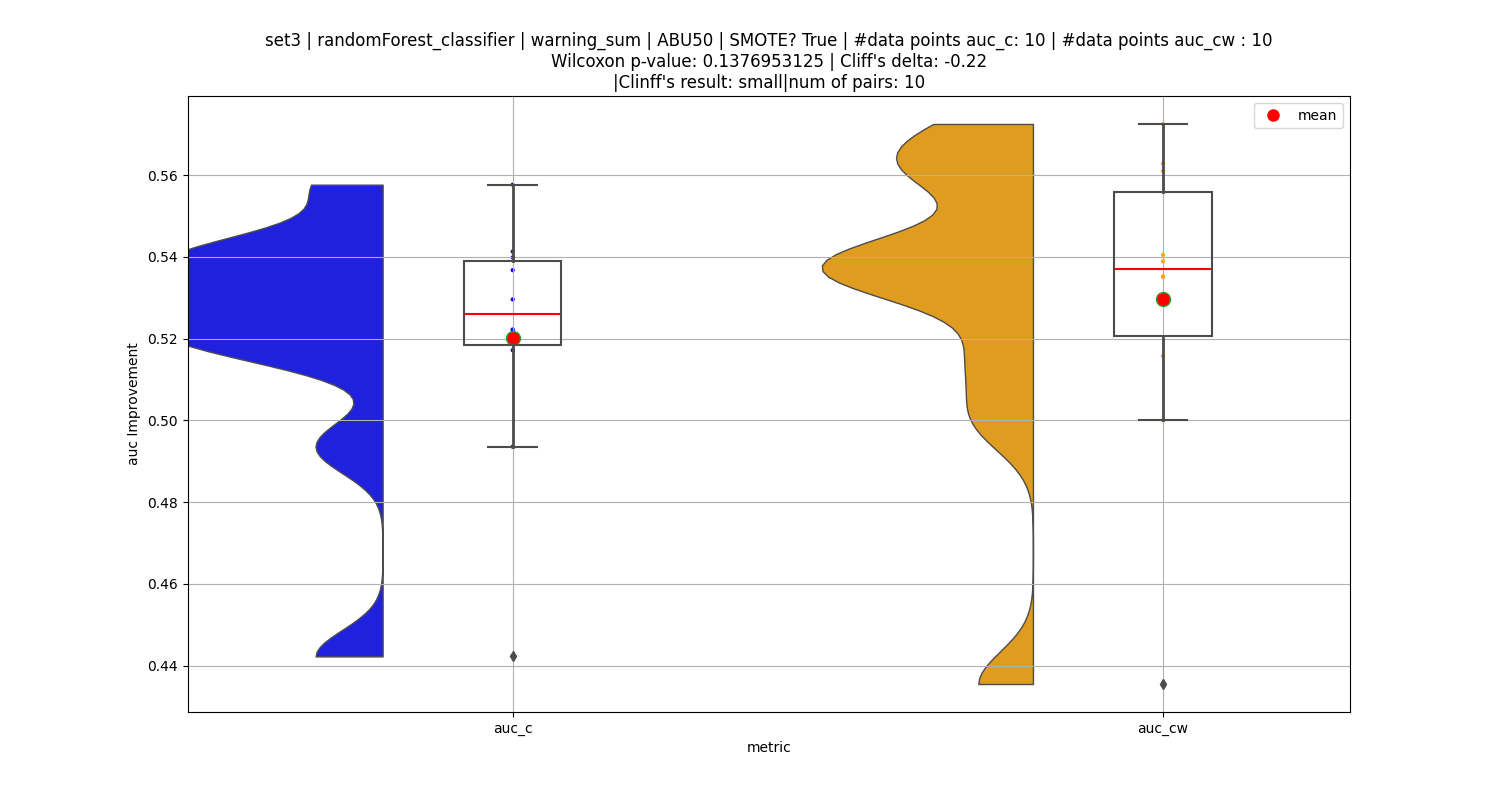 set3 | randomForest_classifier | warning_sum | ABU50 | SMOTE? True | #data points auc_c: 10 | #data points auc_cw : 10
Wilcoxon p-value: 0.1376953125 | Cliff's delta: -0.22
|Clinff's result: small|num of pairs: 10
mean
0.56
0.54
0.52
0.50
0.48
0.46
0.44
auc Improvement
auc_c
auc_cw
metric